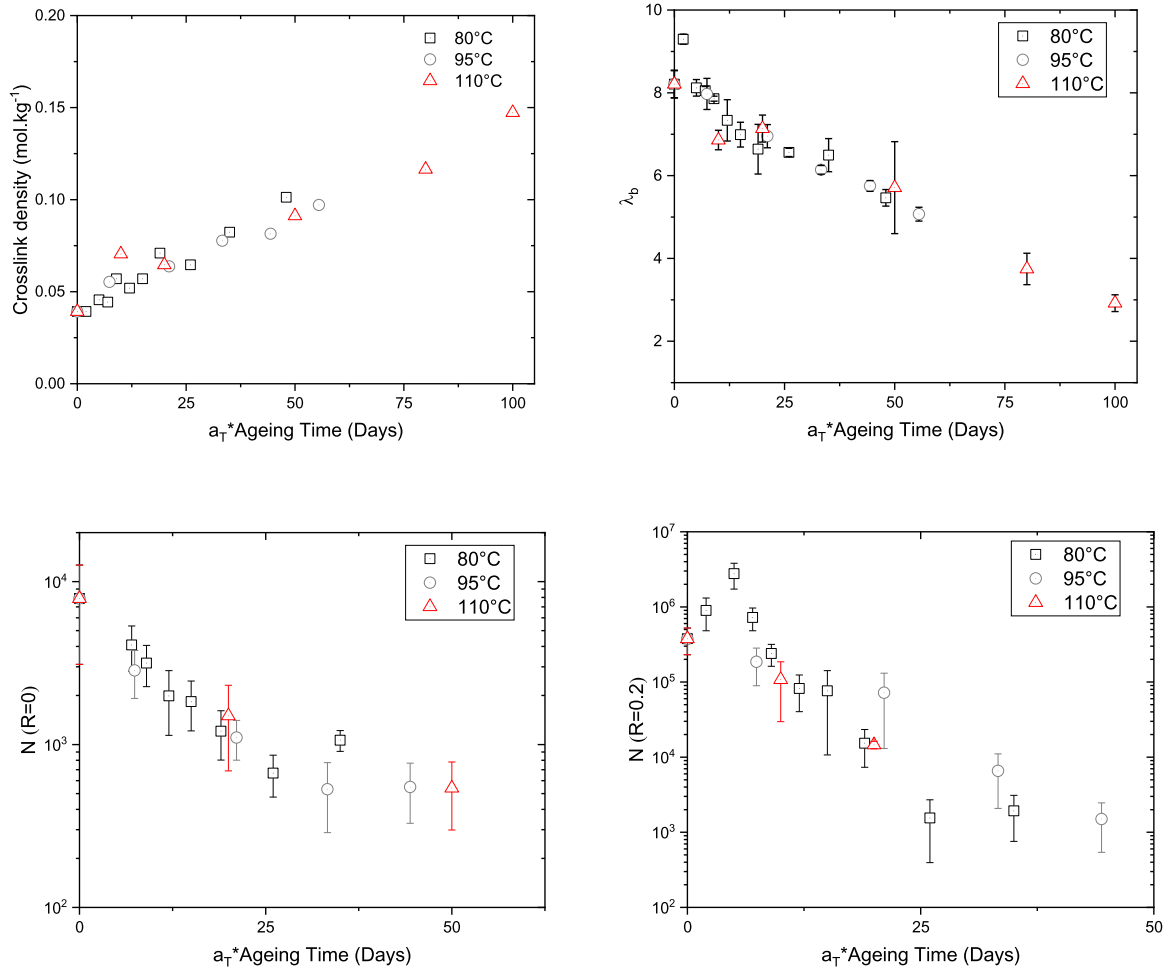 0.20
0.15
0.10
0.05
0.00
Crosslink density (mol.kg⁻¹)
80°C
95°C
110°C
0 25 50 75 100
a_T*Ageing Time (Days)
10
8
6
4
2
λ_b
80°C
95°C
110°C
0 25 50 75 100
a_T*Ageing Time (Days)
10⁴
10³
10²
N (R=0)
80°C
95°C
110°C
0 25 50
a_T*Ageing Time (Days)
10⁷
10⁶
10⁵
10⁴
10³
10²
N (R=0.2)
80°C
95°C
110°C
0 25 50
a_T*Ageing Time (Days)